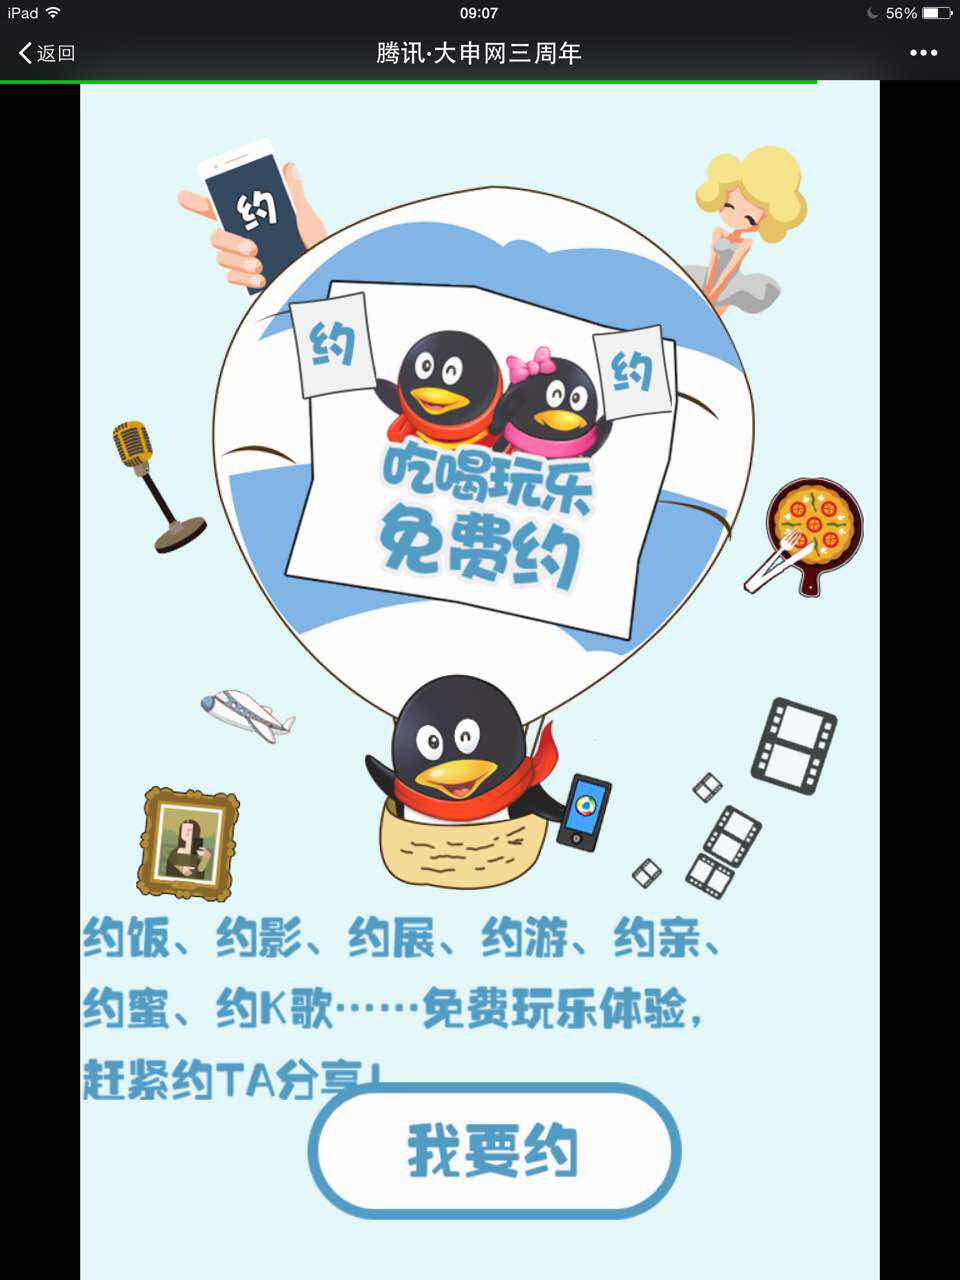 iPad 09:07 56%
返回 腾讯·大申网三周年
约
约
约
吃喝玩乐
免费约
约饭、约影、约展、约游、约亲、
约蜜、约K歌……免费玩乐体验,
赶紧约TA分享!
我要约